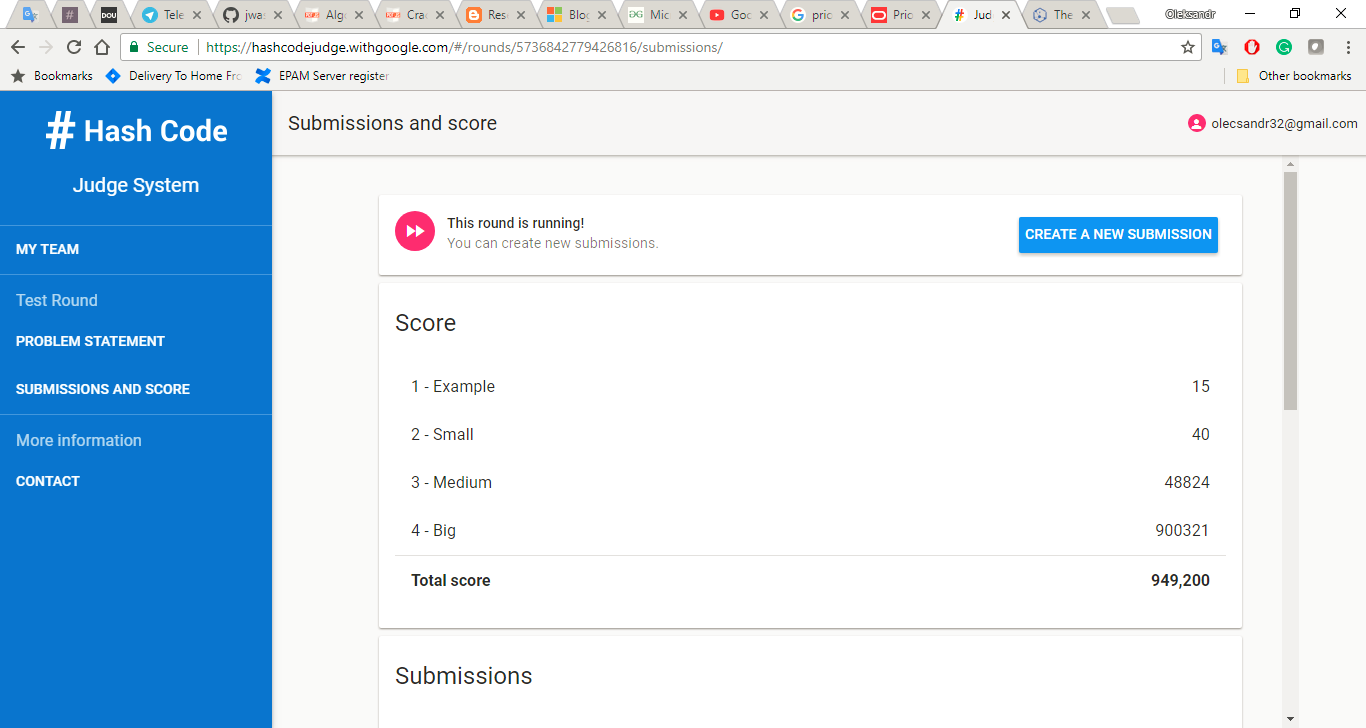 Tele
jwa
Alg
Cra
Res
Blo
Mic
Goo
pric
Prio
Jud
The
Oleksandr
Secure
https://hashcodejudge.withgoogle.com/#/rounds/5736842779426816/submissions/
Bookmarks
Delivery To Home Fro
EPAM Server register
Other bookmarks
# Hash Code
Judge System
MY TEAM
Test Round
PROBLEM STATEMENT
SUBMISSIONS AND SCORE
More information
CONTACT
Submissions and score
olecsandr32@gmail.com
This round is running!
You can create new submissions.
CREATE A NEW SUBMISSION
Score
1 - Example 15
2 - Small 40
3 - Medium 48824
4 - Big 900321
Total score 949,200
Submissions